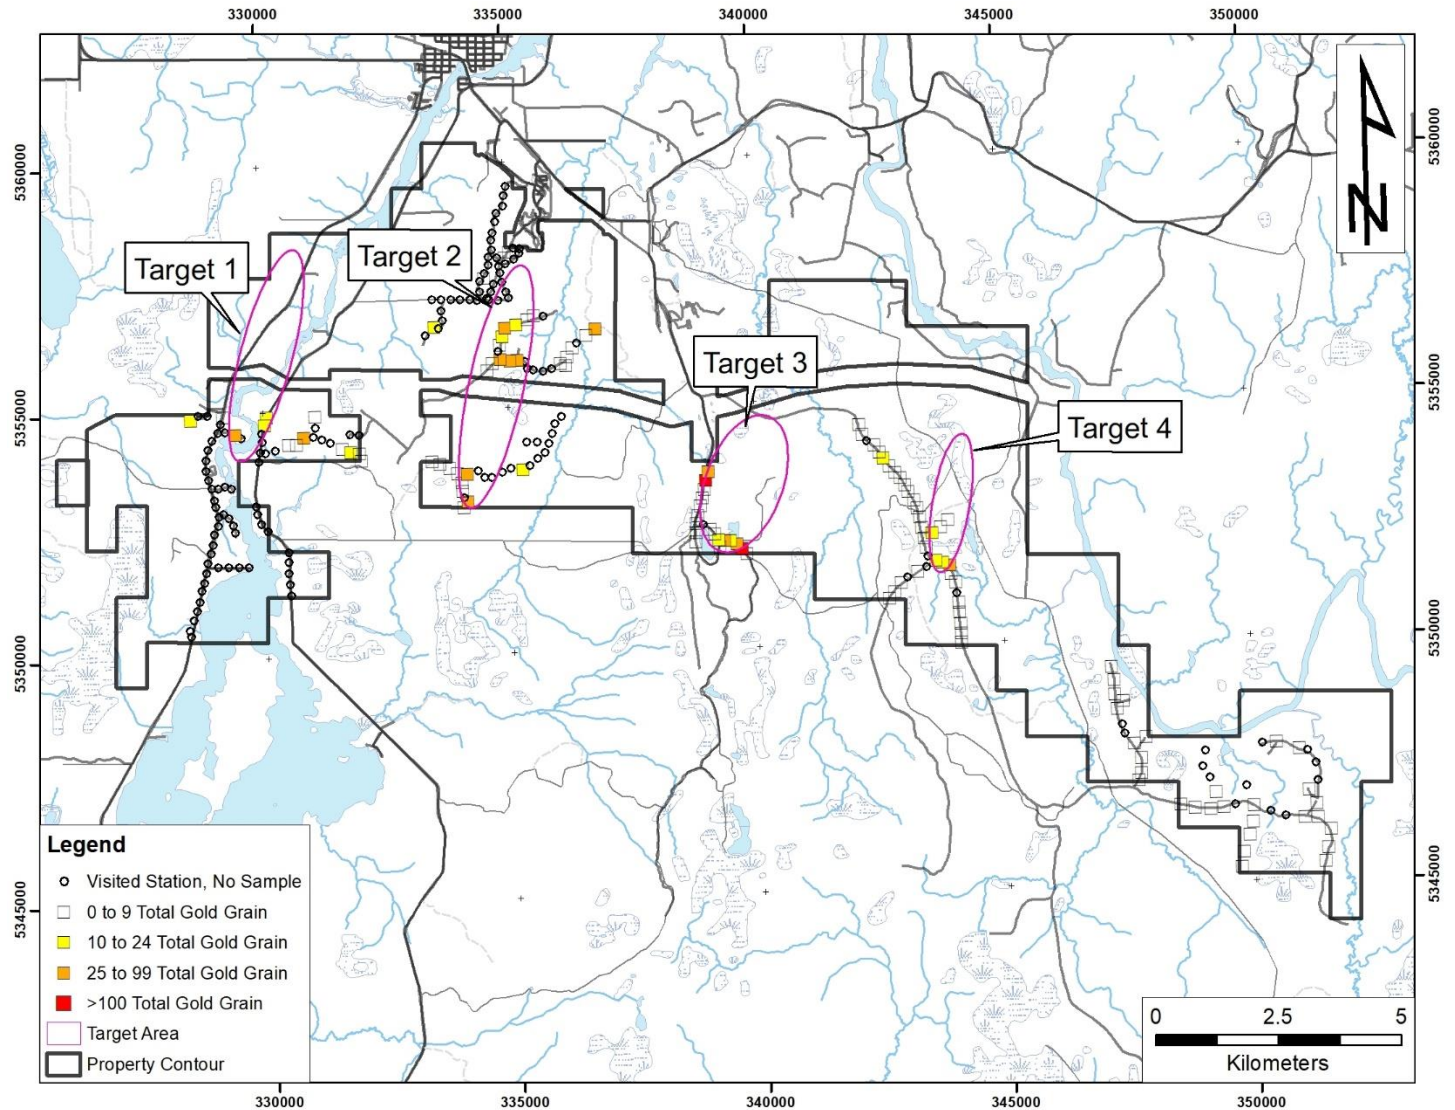 330000
335000
340000
345000
350000
5360000
5360000
N
Target 1
Target 2
Target 3
Target 4
5355000
5355000
5350000
5350000
5345000
5345000
Legend
Visited Station, No Sample
0 to 9 Total Gold Grain
10 to 24 Total Gold Grain
25 to 99 Total Gold Grain
>100 Total Gold Grain
Target Area
Property Contour
0 2.5 5
Kilometers
330000
335000
340000
345000
350000